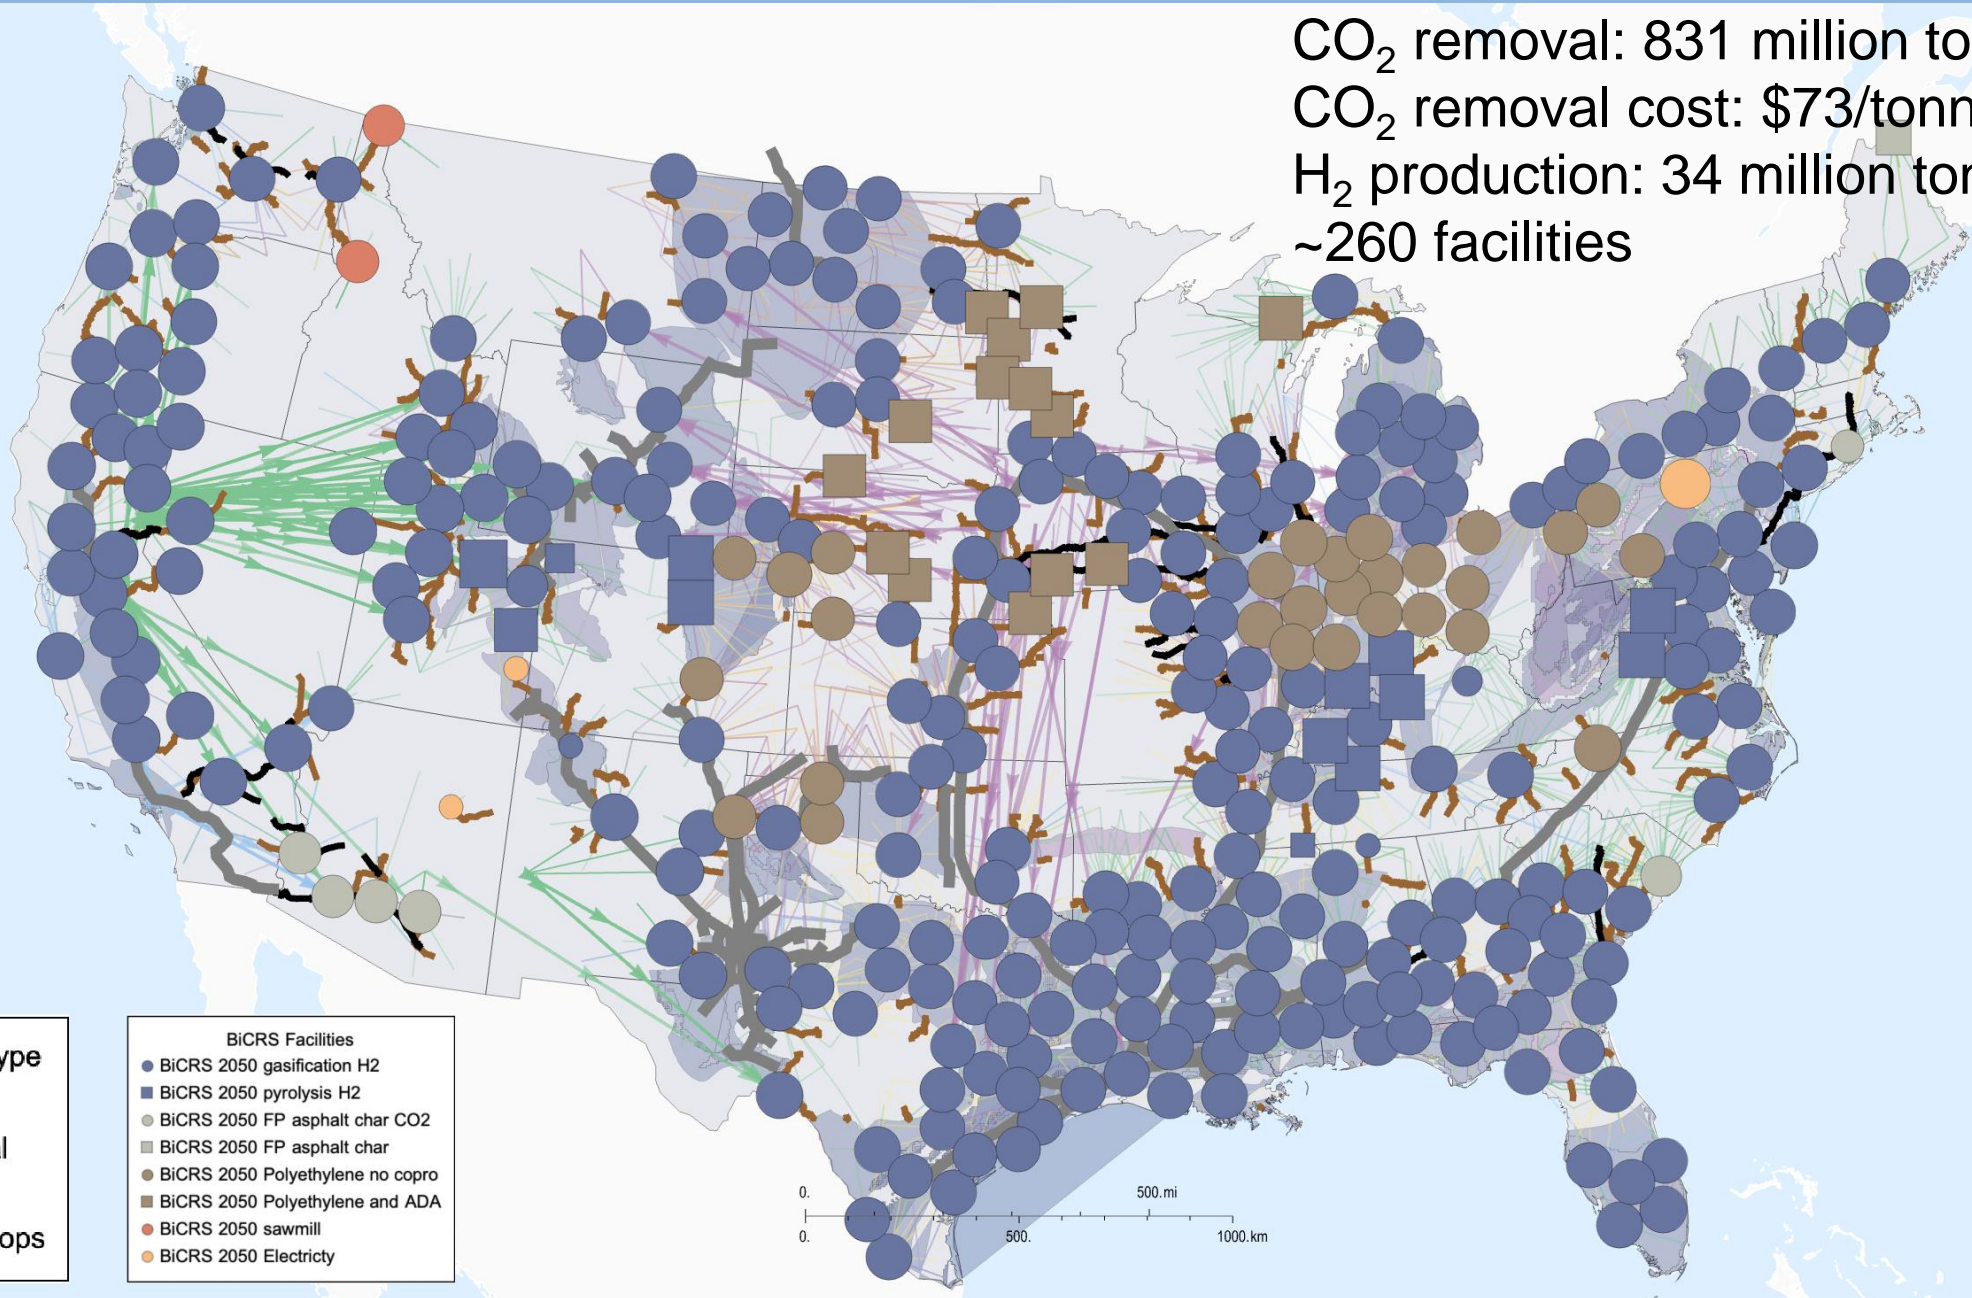 CO₂ removal: 831 million to
CO₂ removal cost: $73/tonn
H₂ production: 34 million ton
~260 facilities
0. 500.mi
0. 500. 1000.km
ype
l
ops
BiCRS Facilities
BiCRS 2050 gasification H2
BiCRS 2050 pyrolysis H2
BiCRS 2050 FP asphalt char CO2
BiCRS 2050 FP asphalt char
BiCRS 2050 Polyethylene no copro
BiCRS 2050 Polyethylene and ADA
BiCRS 2050 sawmill
BiCRS 2050 Electricty